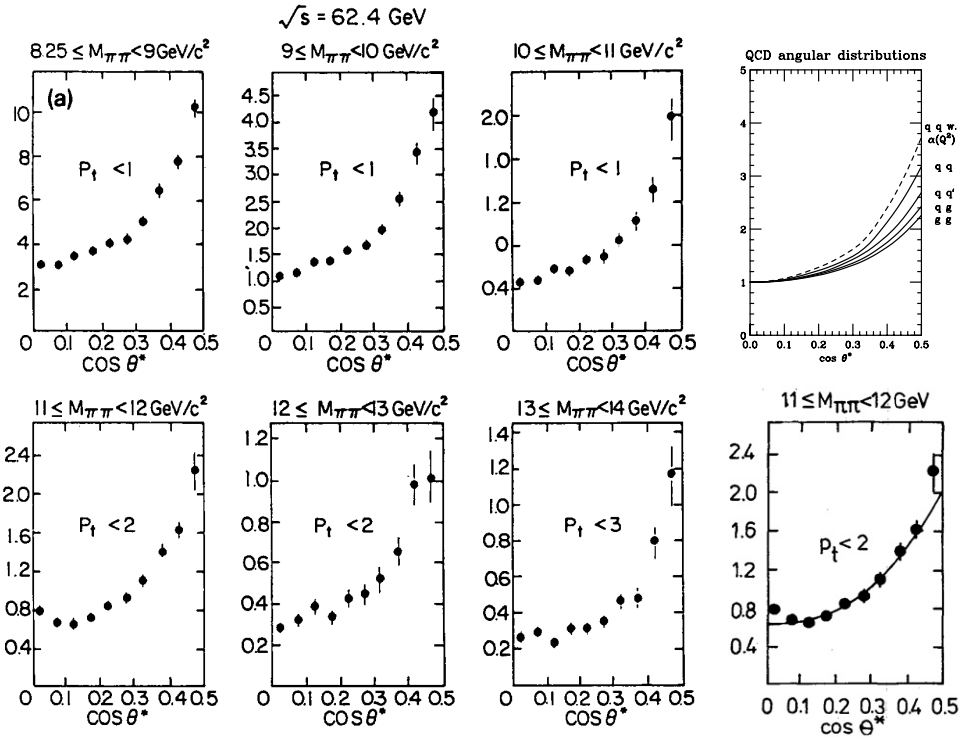 √s = 62.4 GeV
8.25 ≤ Mππ < 9 GeV/c²
(a)
Pt < 1
10
8
6
4
2
0 0.1 0.2 0.3 0.4 0.5
COS θ*
9 ≤ Mππ < 10 GeV/c²
Pt < 1
4.5
4.0
3.5
3.0
2.5
20
1.5
1.0
0.5
0 0.1 0.2 0.3 0.4 0.5
COS θ*
10 ≤ Mππ < 11 GeV/c²
Pt < 1
2.0
1.0
1.2
0
0.4
0 0.1 0.2 0.3 0.4 0.5
COS θ*
QCD angular distributions
5
4
3
2
1
0
q q w.
α(Q²)
q q
q q'
q g
g g
0.0 0.1 0.2 0.3 0.4 0.5
cos θ*
11 ≤ Mππ < 12 GeV/c²
Pt < 2
2.4
2.0
1.6
1.2
0.8
0.4
0 0.1 0.2 0.3 0.4 0.5
COS θ*
12 ≤ Mππ < 13 GeV/c²
Pt < 2
1.2
1.0
0.8
0.6
0.4
0.2
0 0.1 0.2 0.3 0.4 0.5
COS θ*
13 ≤ Mππ < 14 GeV/c²
Pt < 3
1.4
1.2
1.0
0.8
0.6
0.4
0.2
0 0.1 0.2 0.3 0.4 0.5
COS θ*
11 ≤ Mππ < 12 GeV
pt < 2
2.4
2.0
1.6
1.2
0.8
0.4
0 0.1 0.2 0.3 0.4 0.5
cos Θ*